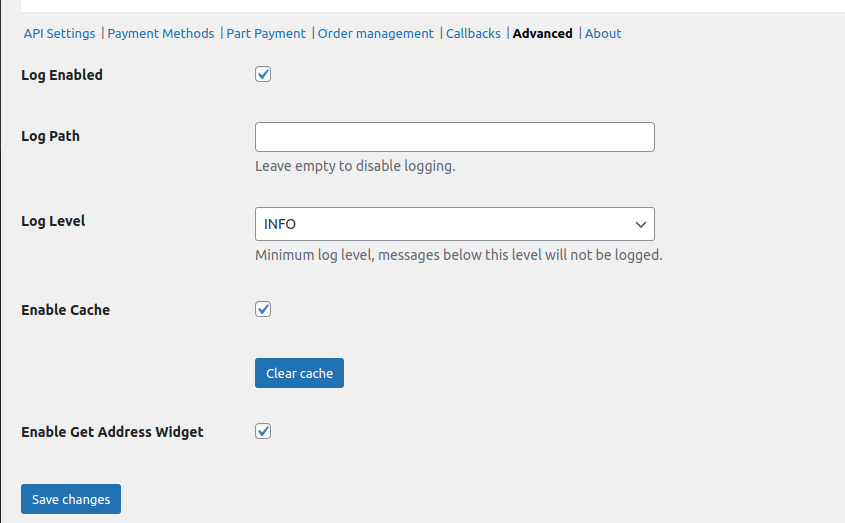 API Settings | Payment Methods | Part Payment | Order management | Callbacks | Advanced | About
Log Enabled
Log Path
Leave empty to disable logging.
Log Level
INFO
Minimum log level, messages below this level will not be logged.
Enable Cache
Clear cache
Enable Get Address Widget
Save changes